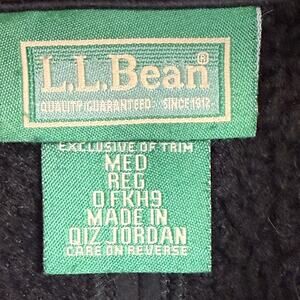 L.L.Bean®
QUALITY GUARANTEED SINCE 1912
EXCLUSIVE OF TRIM
MED
REG
0FKH9
MADE IN
QIZ JORDAN
CARE ON REVERSE